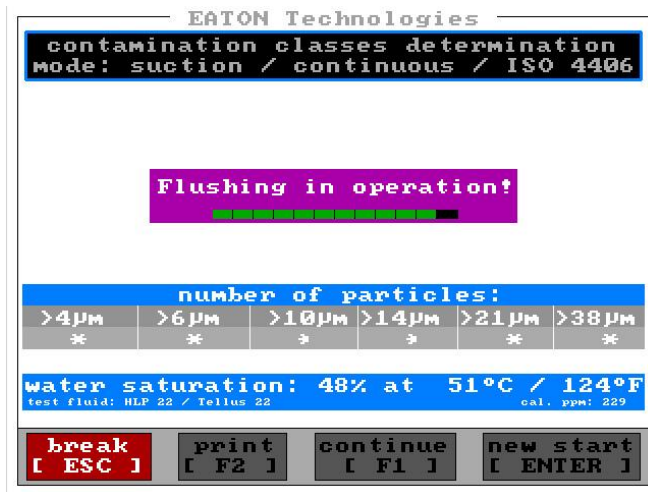 EATON Technologies
contamination classes determination
mode: suction / continuous / ISO 4406
Flushing in operation!
number of particles:
>4µm >6µm >10µm >14µm >21µm >38µm
* * * * * *
water saturation: 48% at 51°C / 124°F
test fluid: HLP 22 / Tellus 22 cal. ppm: 229
break print continue new start
[ ESC ] [ F2 ] [ F1 ] [ ENTER ]